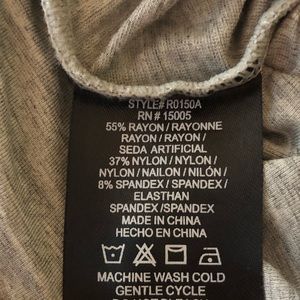 STYLE# R0150A
RN # 15005
55% RAYON / RAYONNE
RAYON / RAYON /
SEDA ARTIFICIAL
37% NYLON / NYLON /
NYLON / NAILON / NILÓN /
8% SPANDEX / SPANDEX /
ELASTHAN
SPANDEX /SPANDEX
MADE IN CHINA
HECHO EN CHINA
MACHINE WASH COLD
GENTLE CYCLE